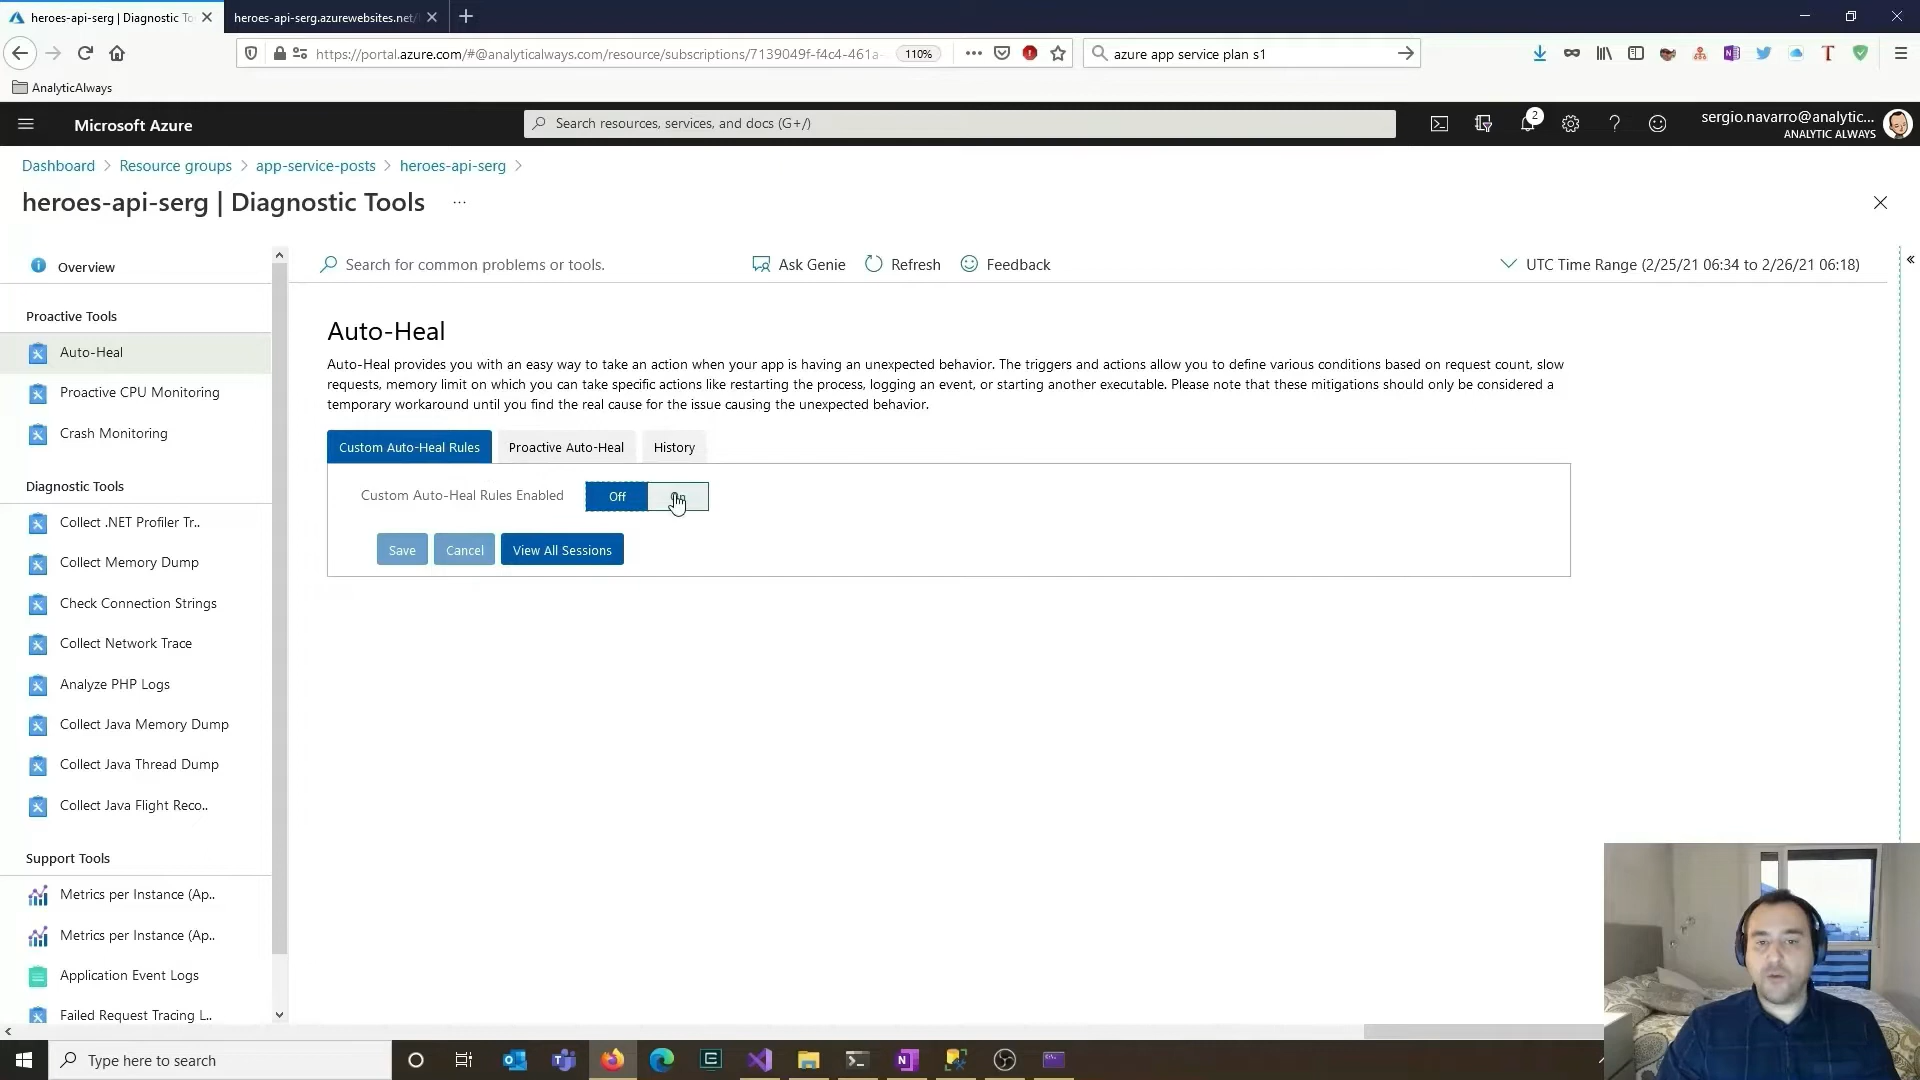 heroes-api-serg | Diagnostic To
heroes-api-serg.azurewebsites.net/
https://portal.azure.com/#@analyticalways.com/resource/subscriptions/7139049f-f4c4-461a-
110%
azure app service plan s1
AnalyticAlways
Microsoft Azure
Search resources, services, and docs (G+/)
2
sergio.navarro@analytic...
ANALYTIC ALWAYS
Dashboard > Resource groups > app-service-posts > heroes-api-serg >
heroes-api-serg | Diagnostic Tools ...
Overview
Search for common problems or tools.
Ask Genie
Refresh
Feedback
UTC Time Range (2/25/21 06:34 to 2/26/21 06:18)
Proactive Tools
Auto-Heal
Proactive CPU Monitoring
Crash Monitoring
Diagnostic Tools
Collect .NET Profiler Tr..
Collect Memory Dump
Check Connection Strings
Collect Network Trace
Analyze PHP Logs
Collect Java Memory Dump
Collect Java Thread Dump
Collect Java Flight Reco..
Support Tools
Metrics per Instance (Ap..
Metrics per Instance (Ap..
Application Event Logs
Failed Request Tracing L..
Auto-Heal
Auto-Heal provides you with an easy way to take an action when your app is having an unexpected behavior. The triggers and actions allow you to define various conditions based on request count, slow
requests, memory limit on which you can take specific actions like restarting the process, logging an event, or starting another executable. Please note that these mitigations should only be considered a
temporary workaround until you find the real cause for the issue causing the unexpected behavior.
Custom Auto-Heal Rules
Proactive Auto-Heal
History
Custom Auto-Heal Rules Enabled
Off
Save
Cancel
View All Sessions
Type here to search